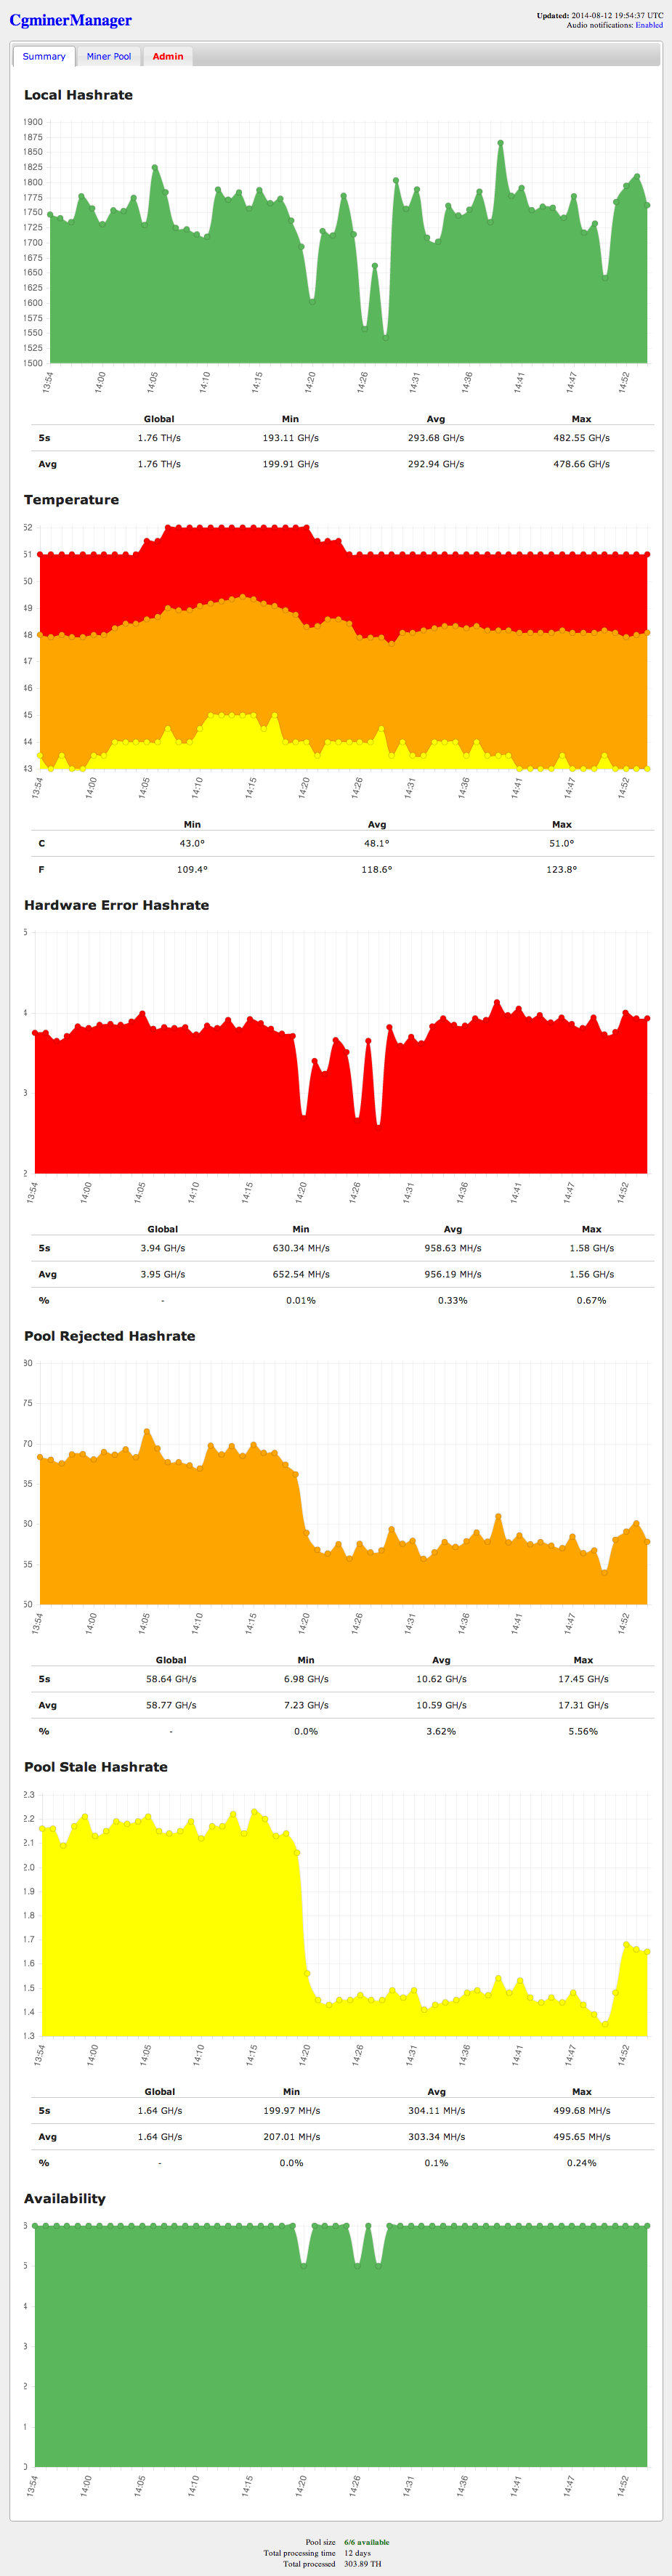 CgminerManager
Updated: 2014-08-12 19:54:37 UTC
Audio notifications: Enabled
Summary Miner Pool Admin
Local Hashrate
1900
1875
1850
1825
1800
1775
1750
1725
1700
1675
1650
1625
1600
1575
1550
1525
1500
13:54 14:00 14:05 14:10 14:15 14:20 14:26 14:31 14:36 14:41 14:47 14:52
Global Min Avg Max
5s 1.76 TH/s 193.11 GH/s 293.68 GH/s 482.55 GH/s
Avg 1.76 TH/s 199.91 GH/s 292.94 GH/s 478.66 GH/s
Temperature
52
51
50
49
48
47
46
45
44
43
13:54 14:00 14:05 14:10 14:15 14:20 14:26 14:31 14:36 14:41 14:47 14:52
Min Avg Max
C 43.0° 48.1° 51.0°
F 109.4° 118.6° 123.8°
Hardware Error Hashrate
5
4
3
2
13:54 14:00 14:05 14:10 14:15 14:20 14:26 14:31 14:36 14:41 14:47 14:52
Global Min Avg Max
5s 3.94 GH/s 630.34 MH/s 958.63 MH/s 1.58 GH/s
Avg 3.95 GH/s 652.54 MH/s 956.19 MH/s 1.56 GH/s
% - 0.01% 0.33% 0.67%
Pool Rejected Hashrate
80
75
70
65
60
55
50
13:54 14:00 14:05 14:10 14:15 14:20 14:26 14:31 14:36 14:41 14:47 14:52
Global Min Avg Max
5s 58.64 GH/s 6.98 GH/s 10.62 GH/s 17.45 GH/s
Avg 58.77 GH/s 7.23 GH/s 10.59 GH/s 17.31 GH/s
% - 0.0% 3.62% 5.56%
Pool Stale Hashrate
2.3
2.2
2.1
2.0
1.9
1.8
1.7
1.6
1.5
1.4
1.3
13:54 14:00 14:05 14:10 14:15 14:20 14:26 14:31 14:36 14:41 14:47 14:52
Global Min Avg Max
5s 1.64 GH/s 199.97 MH/s 304.11 MH/s 499.68 MH/s
Avg 1.64 GH/s 207.01 MH/s 303.34 MH/s 495.65 MH/s
% - 0.0% 0.1% 0.24%
Availability
6
5
4
3
2
1
0
13:54 14:00 14:05 14:10 14:15 14:20 14:26 14:31 14:36 14:41 14:47 14:52
Pool size 6/6 available
Total processing time 12 days
Total processed 303.89 TH